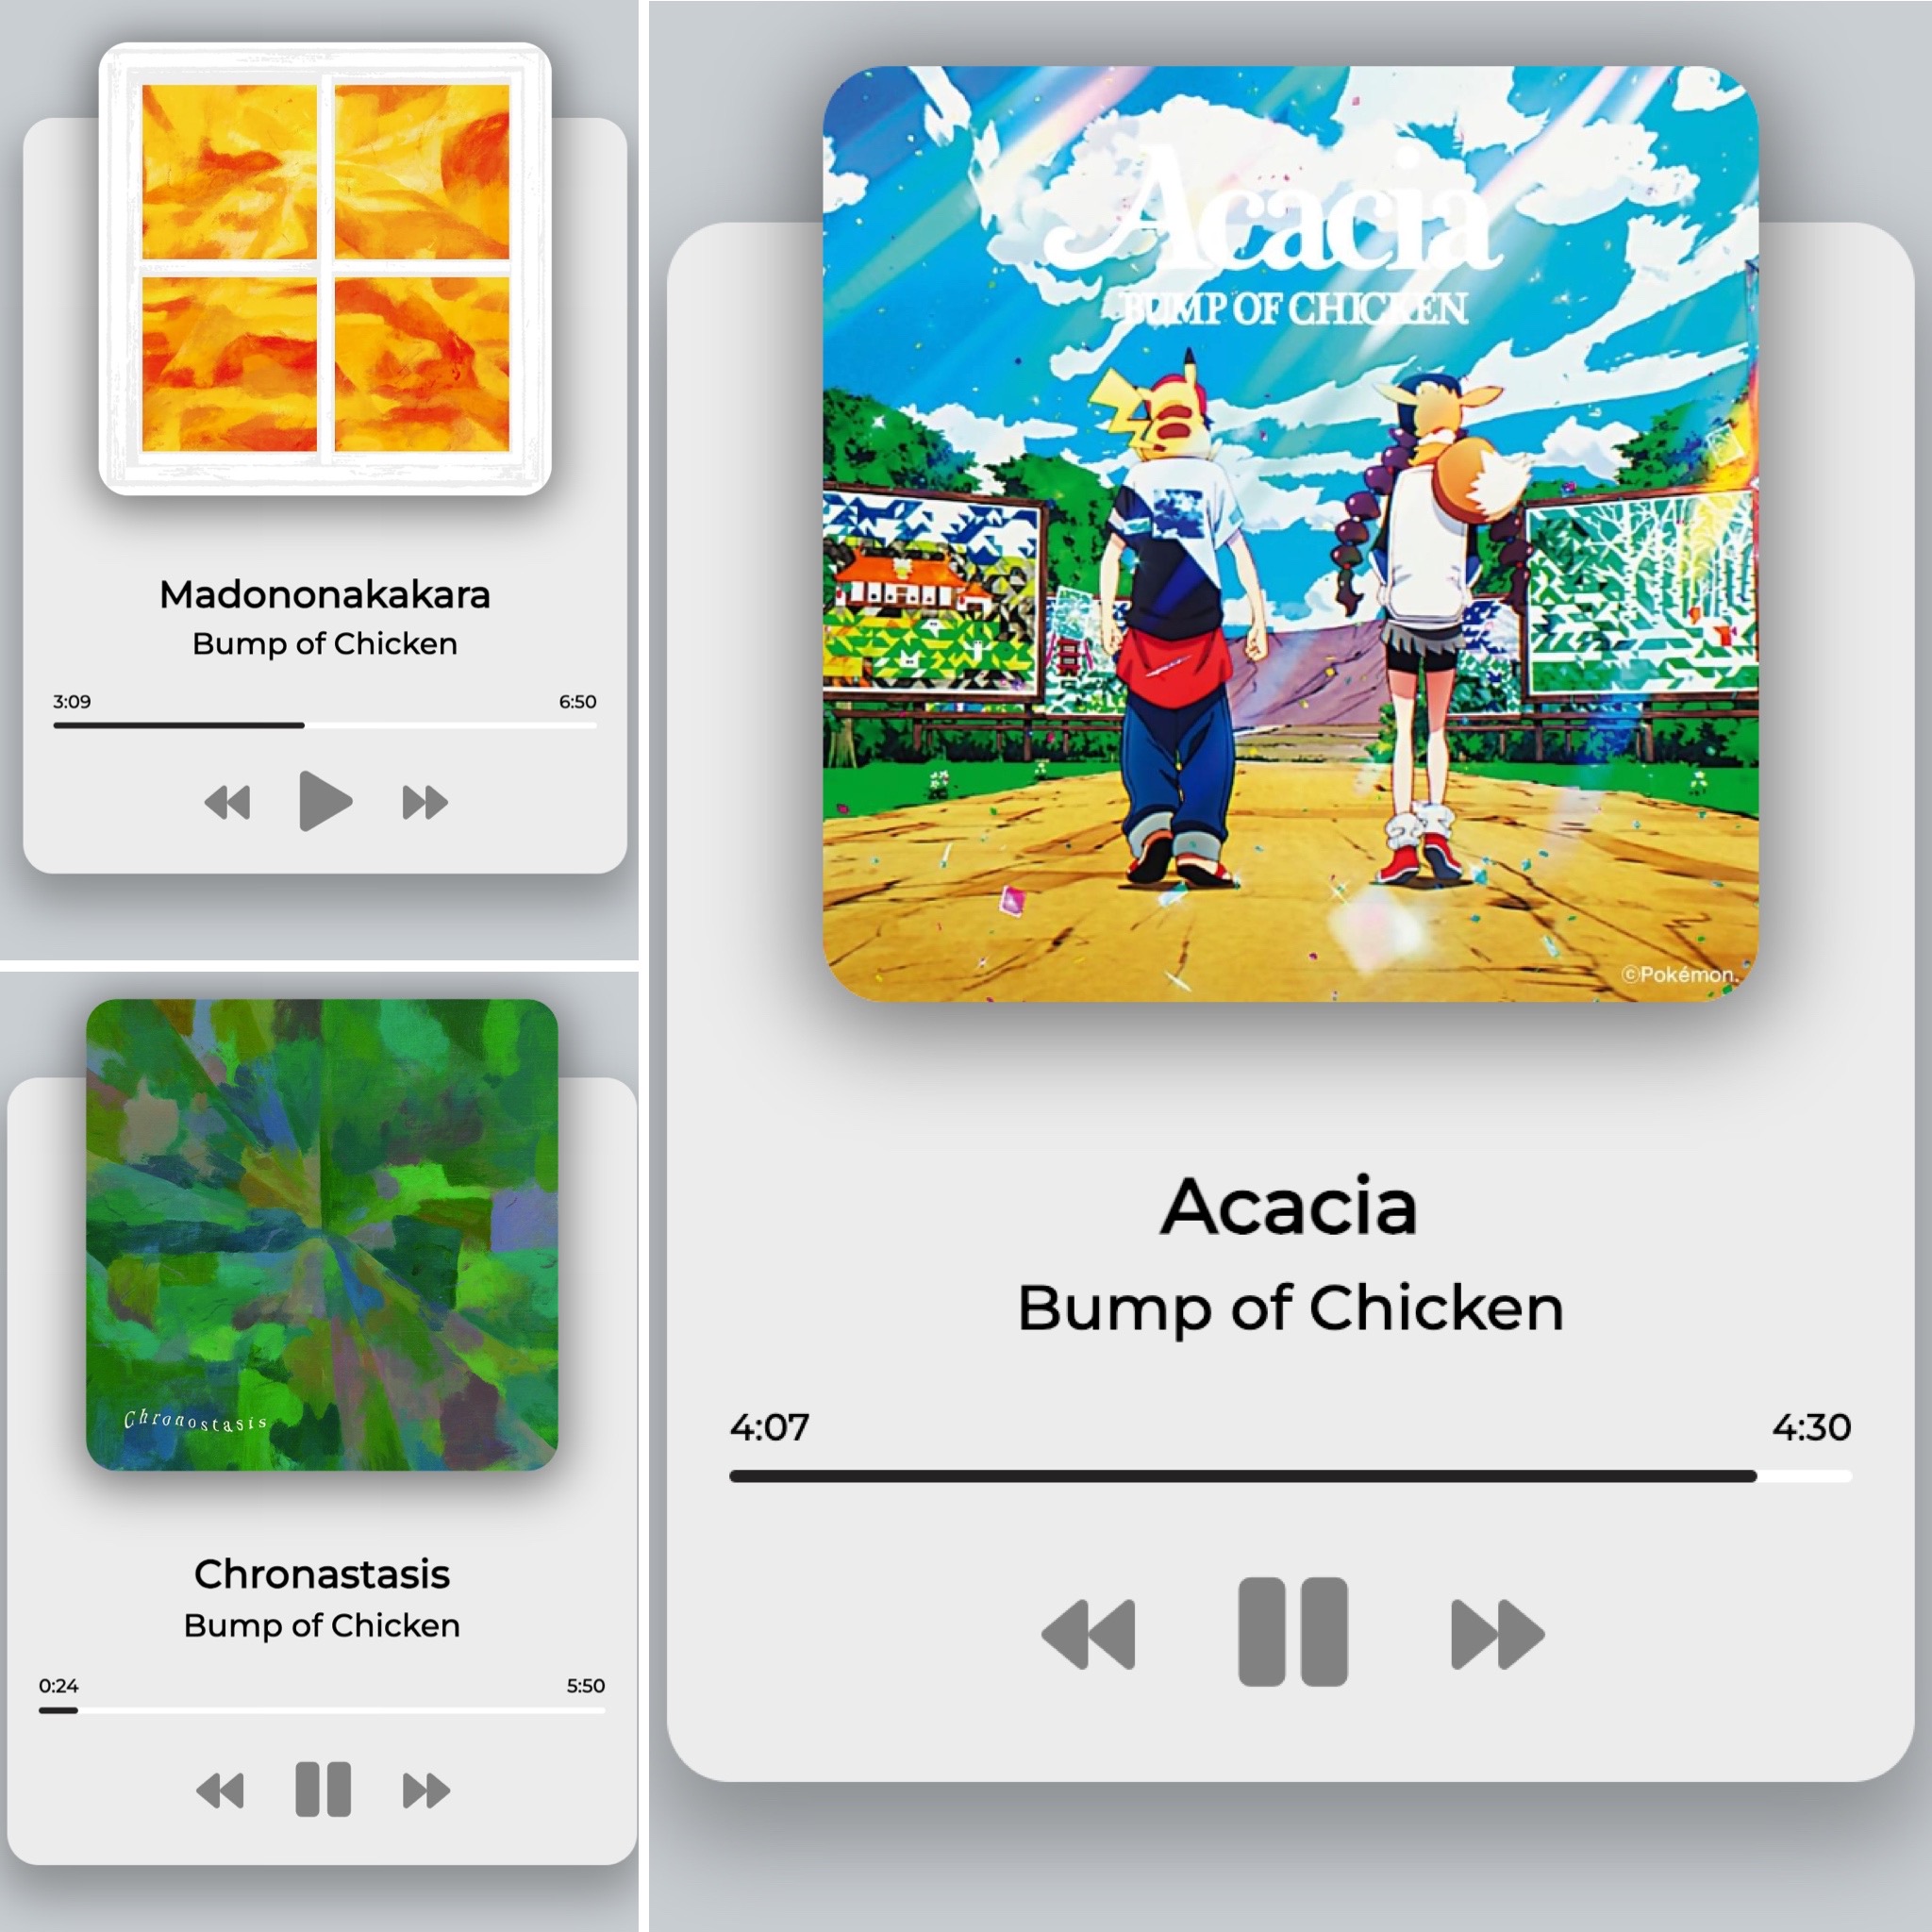 Madononakakara
Bump of Chicken
3:09 6:50
Chronostasis
Chronastasis
Bump of Chicken
0:24 5:50
Acacia
BUMP OF CHICKEN
©Pokémon.
Acacia
Bump of Chicken
4:07 4:30